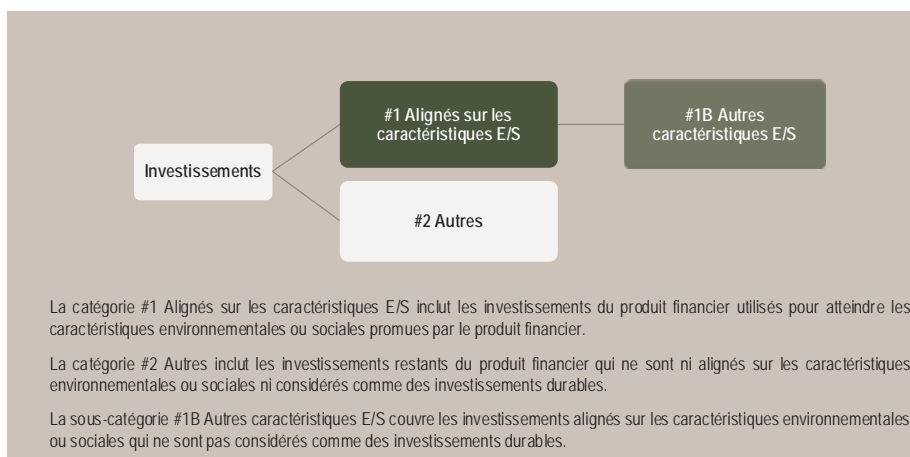 #1 Alignés sur les
caractéristiques E/S
#1B Autres
caractéristiques E/S
Investissements
#2 Autres
La catégorie #1 Alignés sur les caractéristiques E/S inclut les investissements du produit financier utilisés pour atteindre les
caractéristiques environnementales ou sociales promues par le produit financier.
La catégorie #2 Autres inclut les investissements restants du produit financier qui ne sont ni alignés sur les caractéristiques
environnementales ou sociales ni considérés comme des investissements durables.
La sous-catégorie #1B Autres caractéristiques E/S couvre les investissements alignés sur les caractéristiques environnementales
ou sociales qui ne sont pas considérés comme des investissements durables.